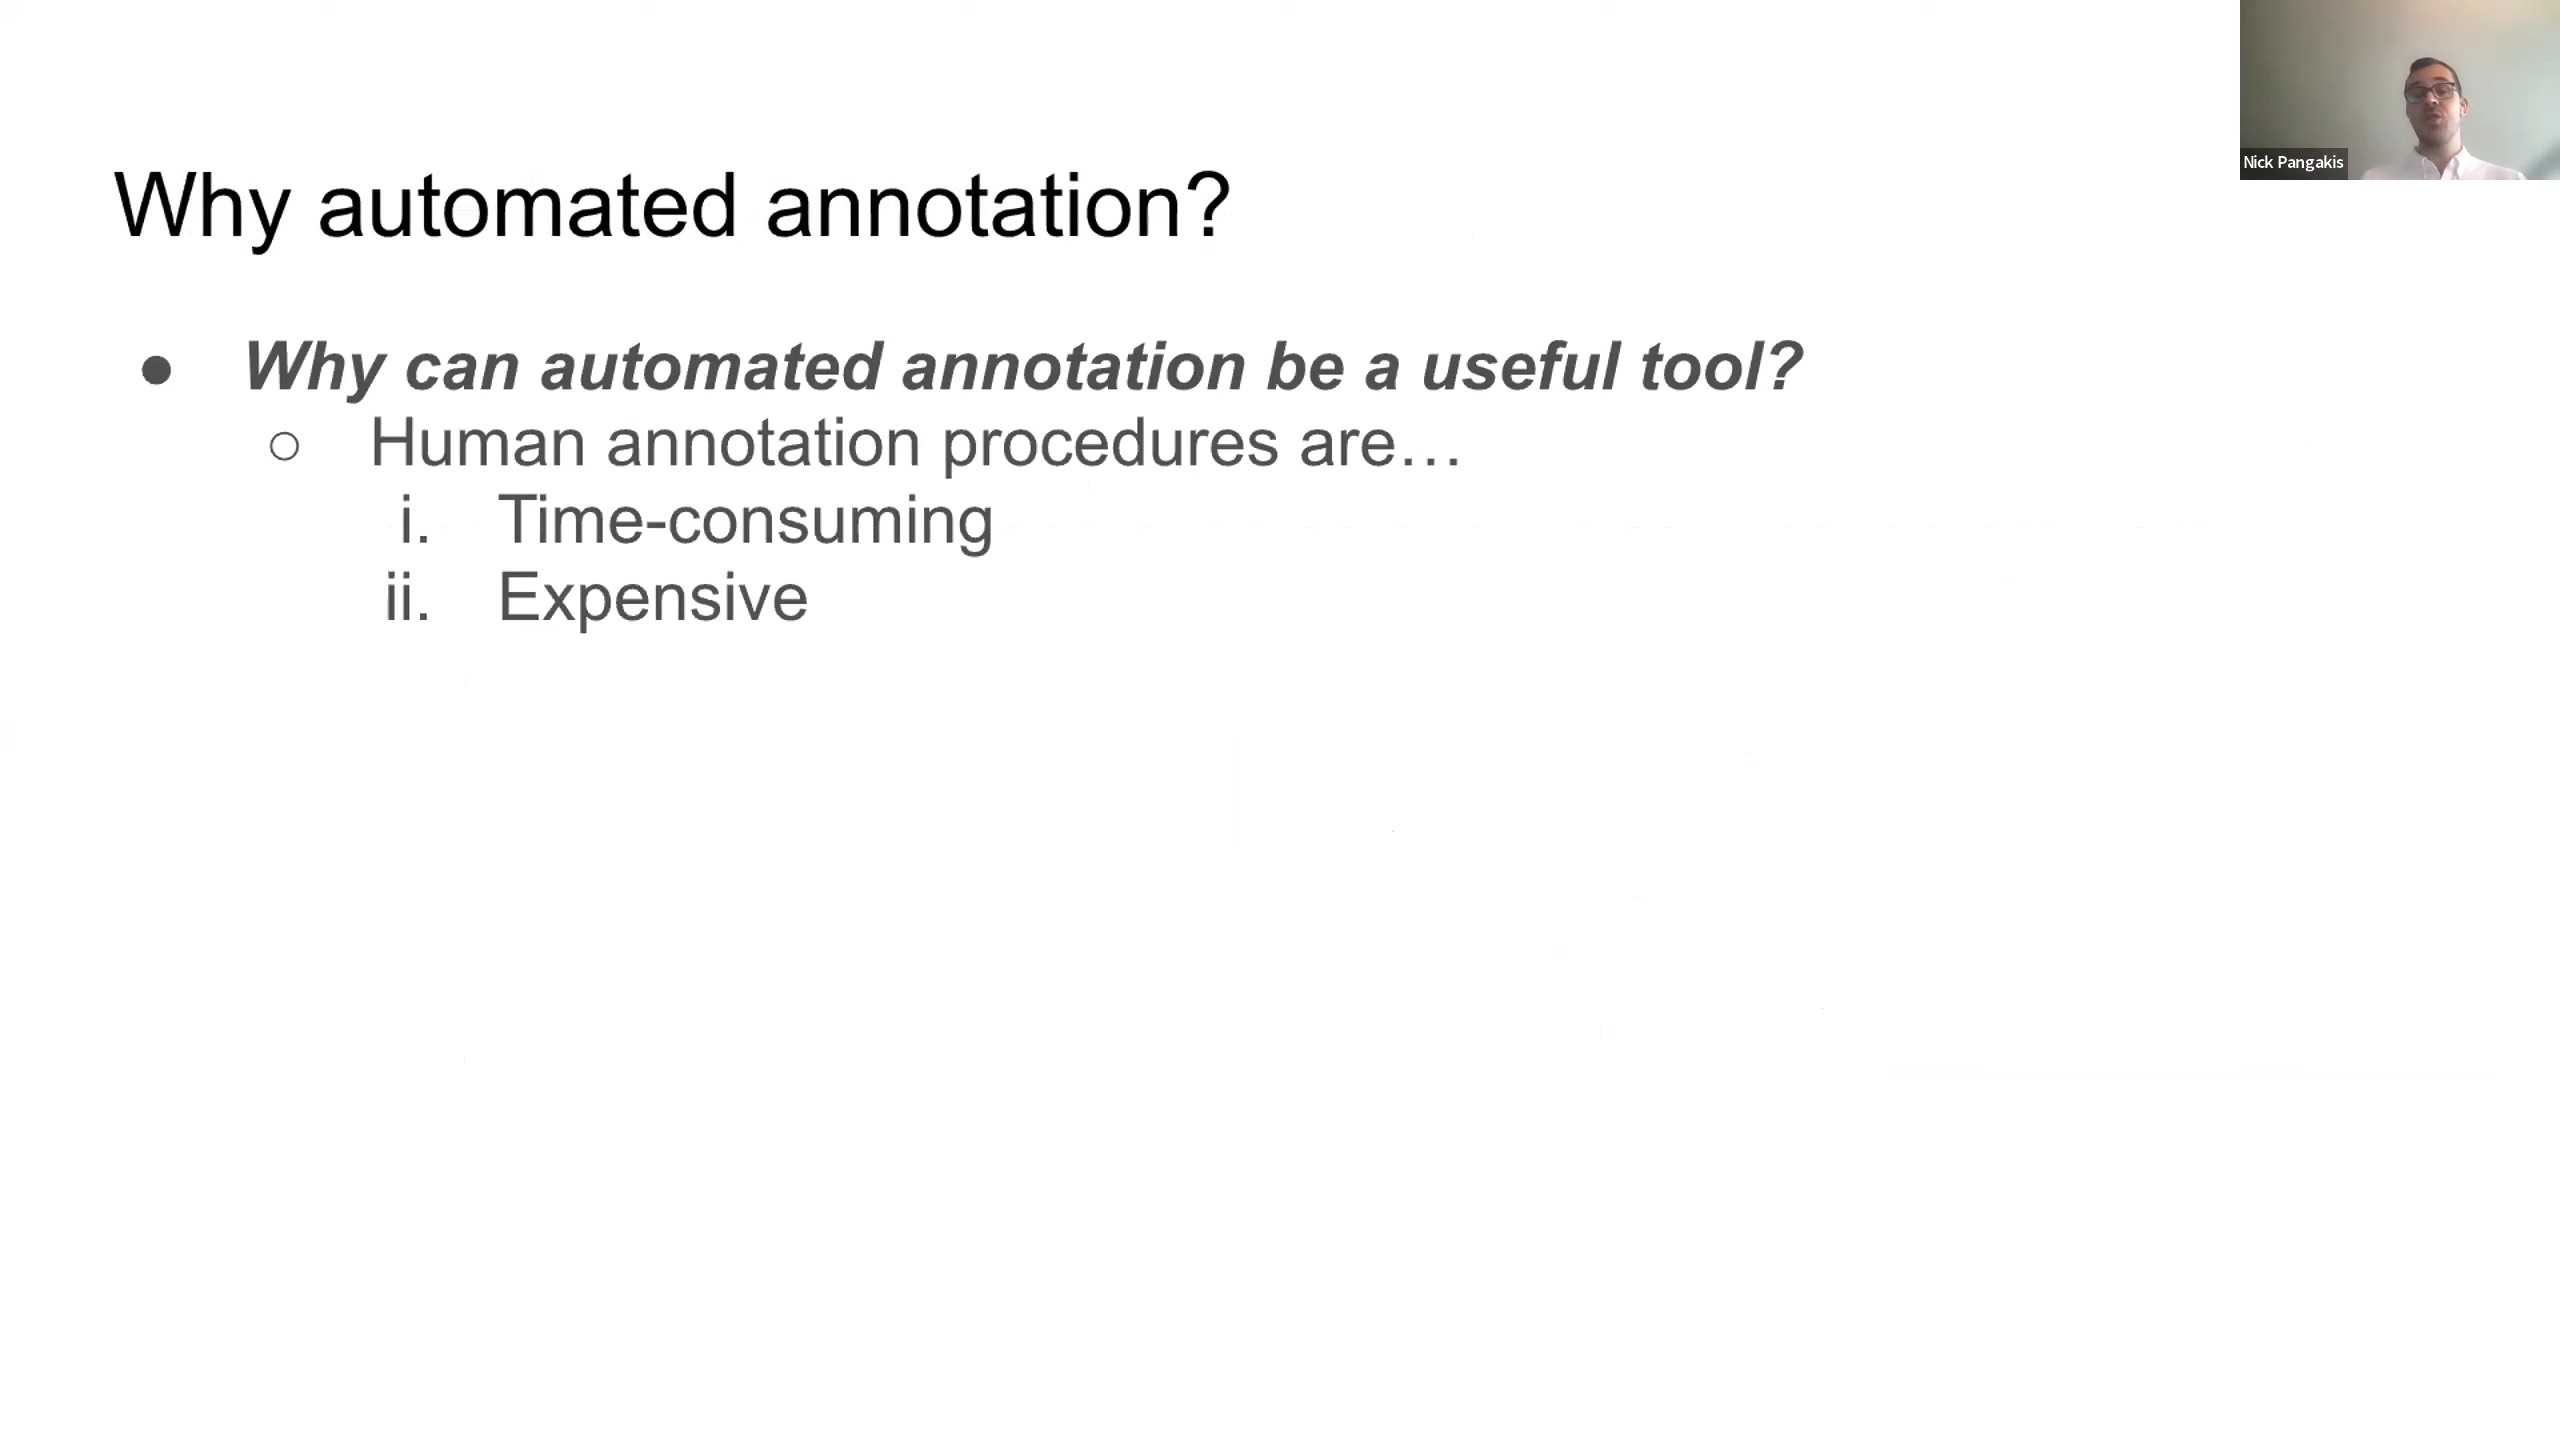 Nick Pangakis
Why automated annotation?
● Why can automated annotation be a useful tool?
○ Human annotation procedures are…
i. Time-consuming
ii. Expensive